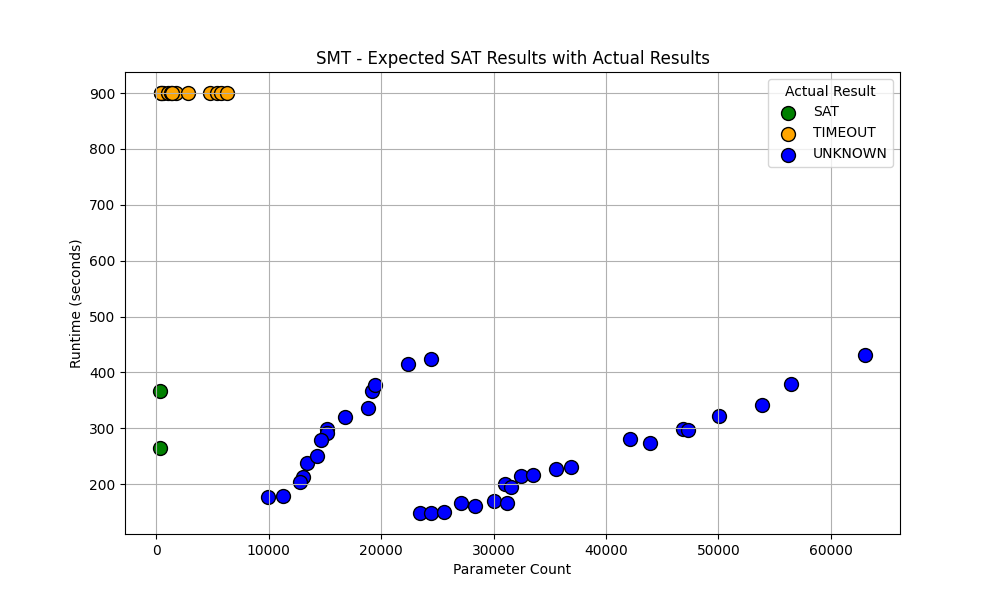 SMT - Expected SAT Results with Actual Results
Actual Result
SAT
TIMEOUT
UNKNOWN
Runtime (seconds)
900
800
700
600
500
400
300
200
0 10000 20000 30000 40000 50000 60000
Parameter Count